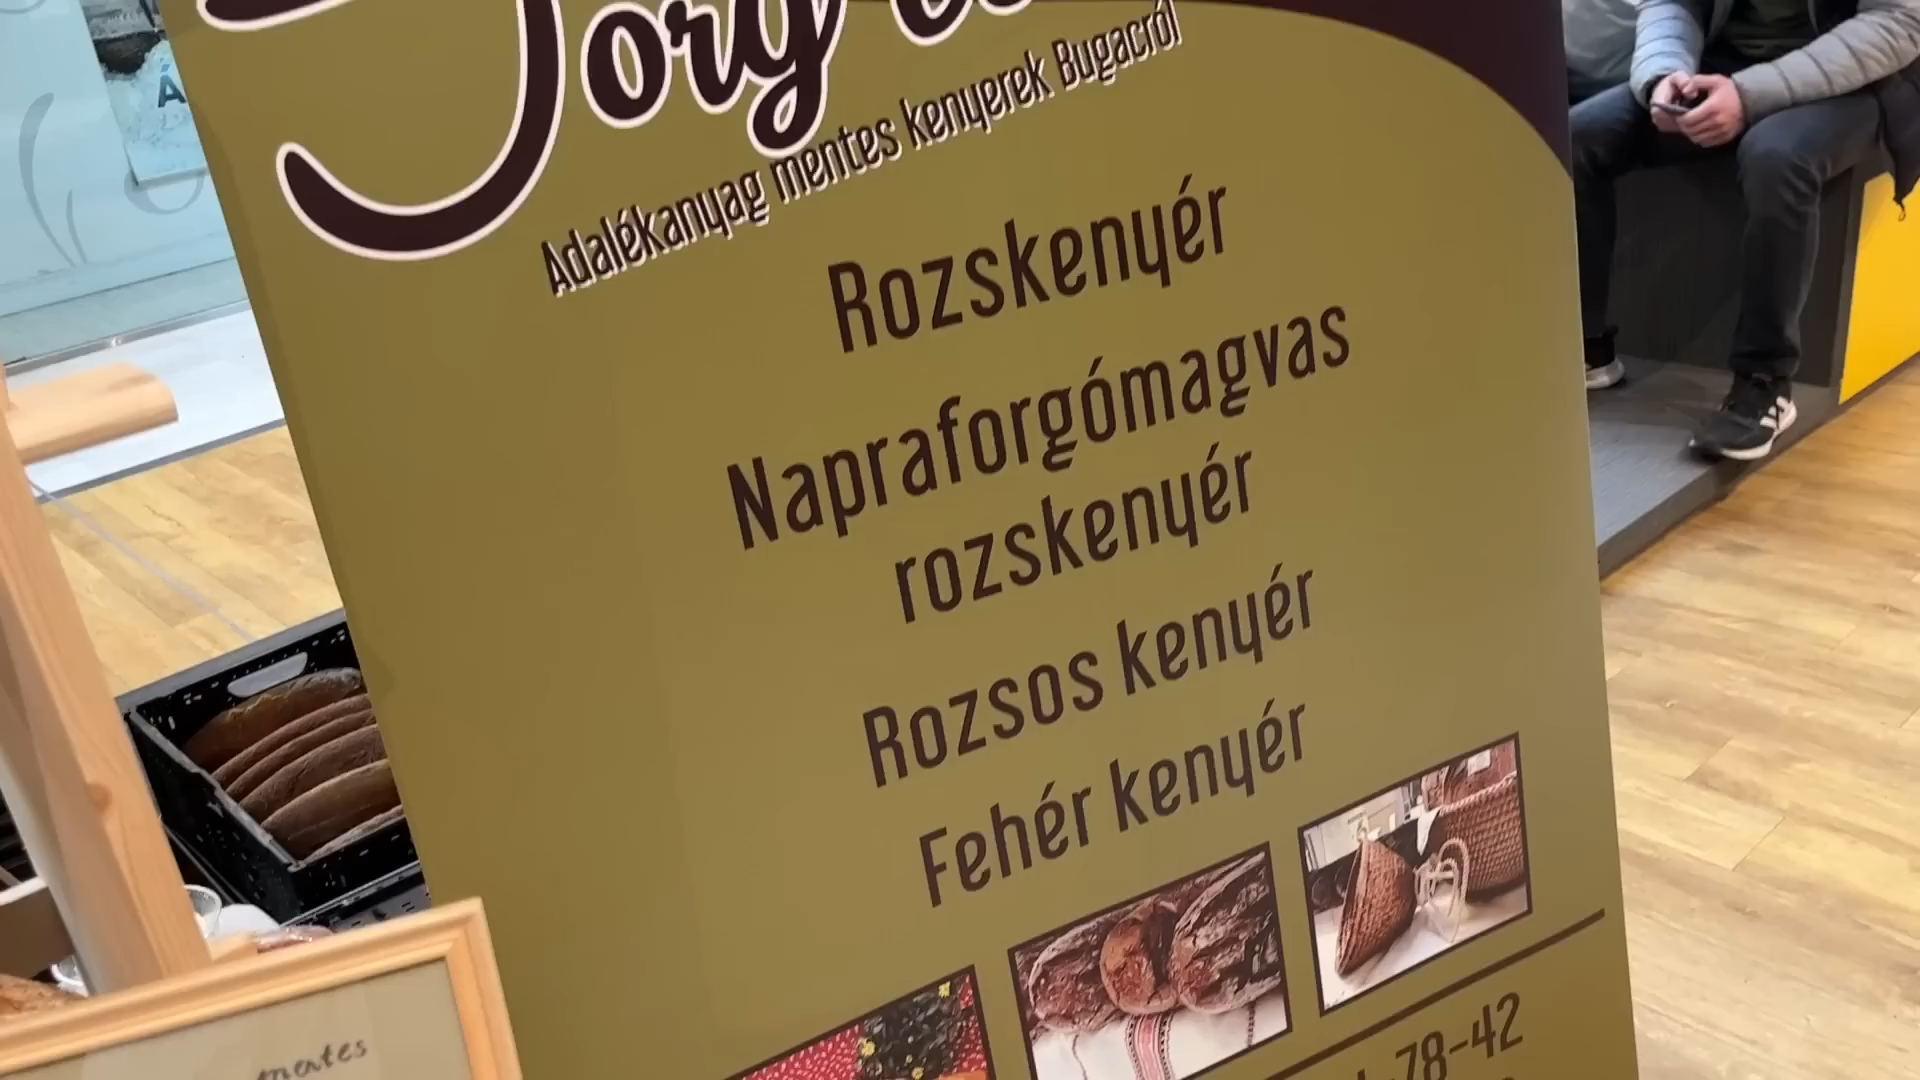 Adalékanyag mentes kenyerek Bugacról
Rozskenyér
Napraforgómagvas
rozskenyér
Rozsos kenyér
Fehér kenyér
78-42
mentes